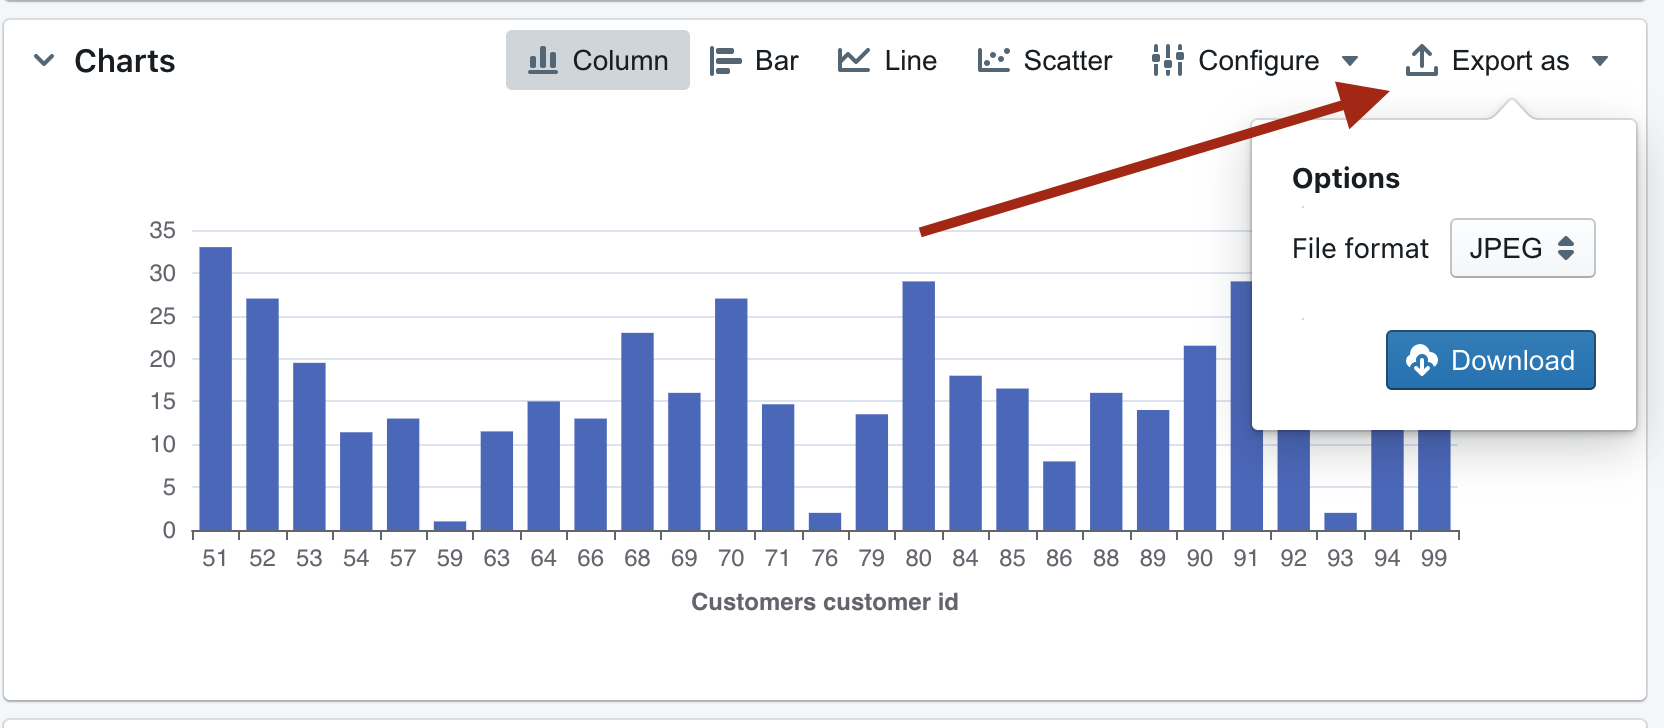 Charts
Column Bar Line Scatter Configure Export as
Options
File format JPEG
Download
35
30
25
20
15
10
5
0
51 52 53 54 57 59 63 64 66 68 69 70 71 76 79 80 84 85 86 88 89 90 91 92 93 94 99
Customers customer id